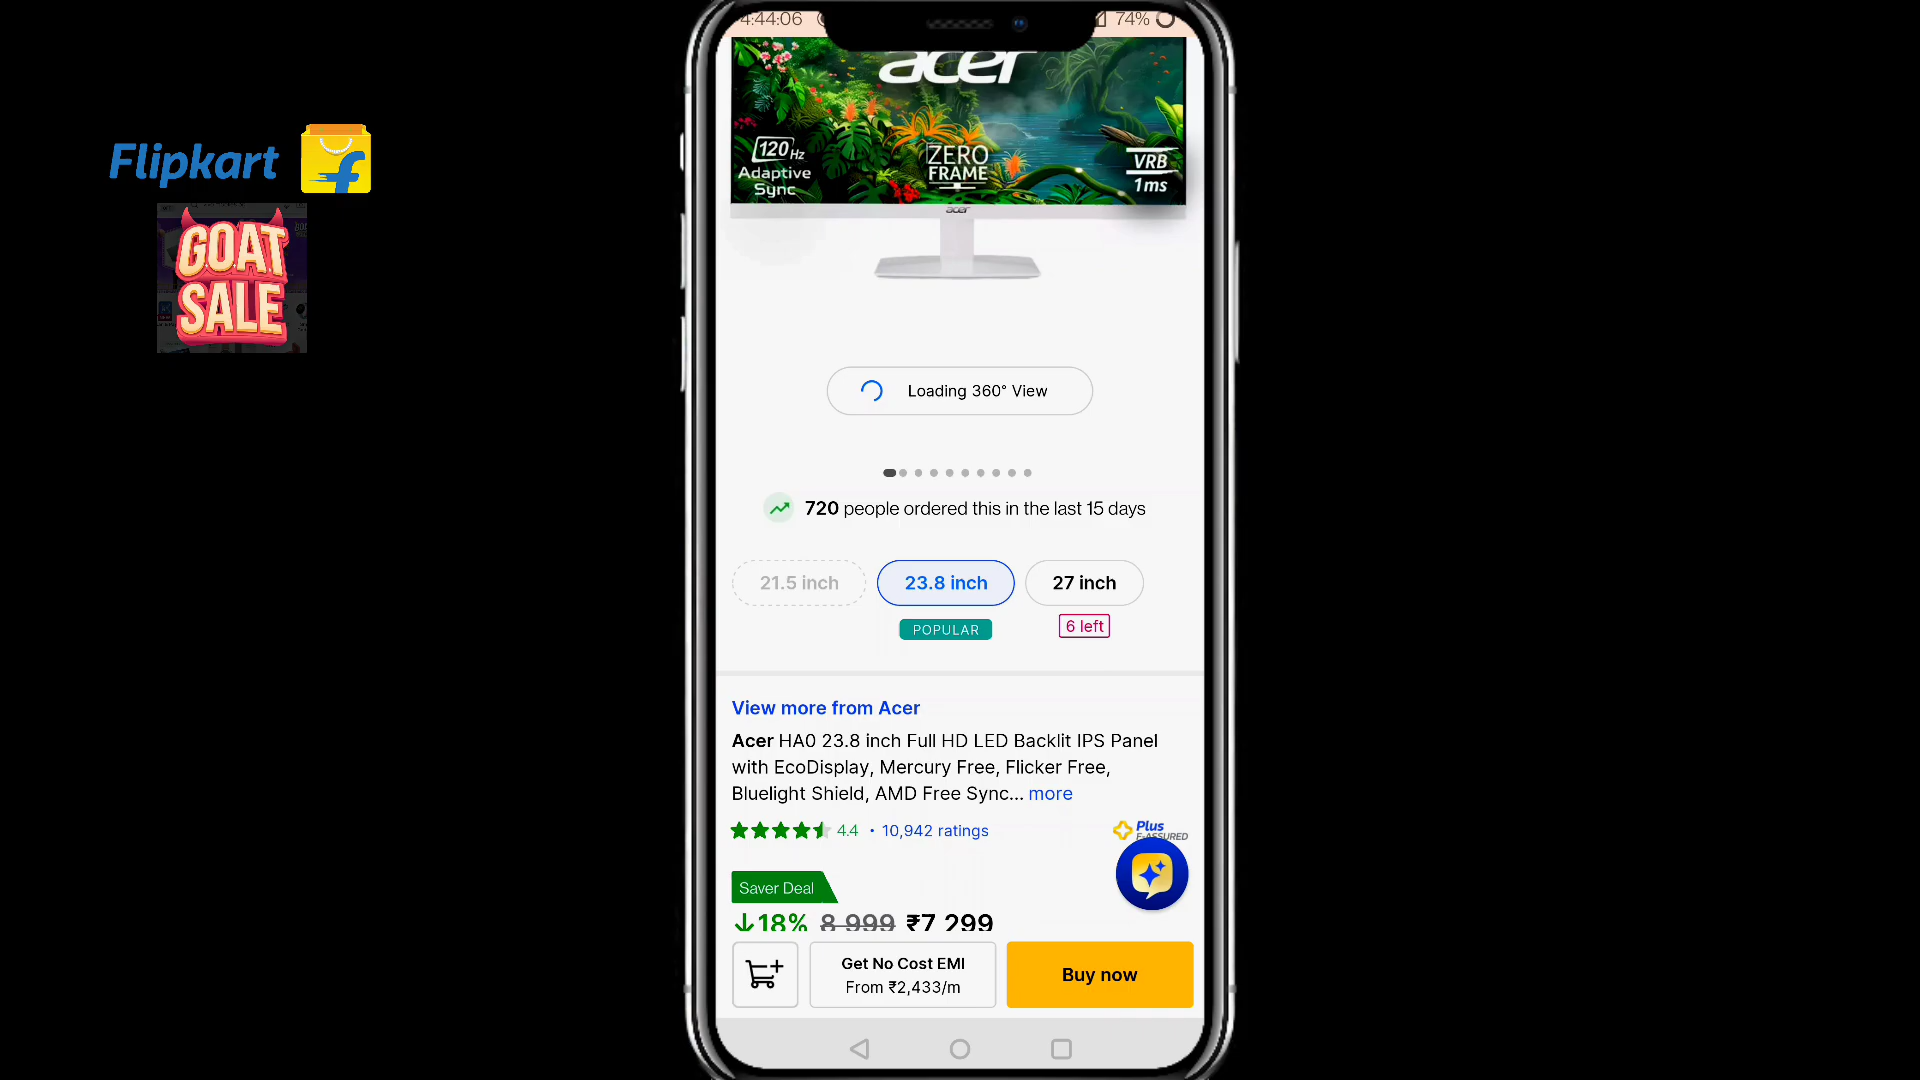 4:44:06
74%
acer
120 Hz
Adaptive
Sync
ZERO
FRAME
VRB
1ms
acer
Flipkart
GOAT
SALE
Loading 360° View
720 people ordered this in the last 15 days
21.5 inch
23.8 inch
27 inch
POPULAR
6 left
View more from Acer
Acer HA0 23.8 inch Full HD LED Backlit IPS Panel
with EcoDisplay, Mercury Free, Flicker Free,
Bluelight Shield, AMD Free Sync... more
4.4 • 10,942 ratings
Plus
F-ASSURED
Saver Deal
↓18% 8,999 ₹7,299
Get No Cost EMI
From ₹2,433/m
Buy now